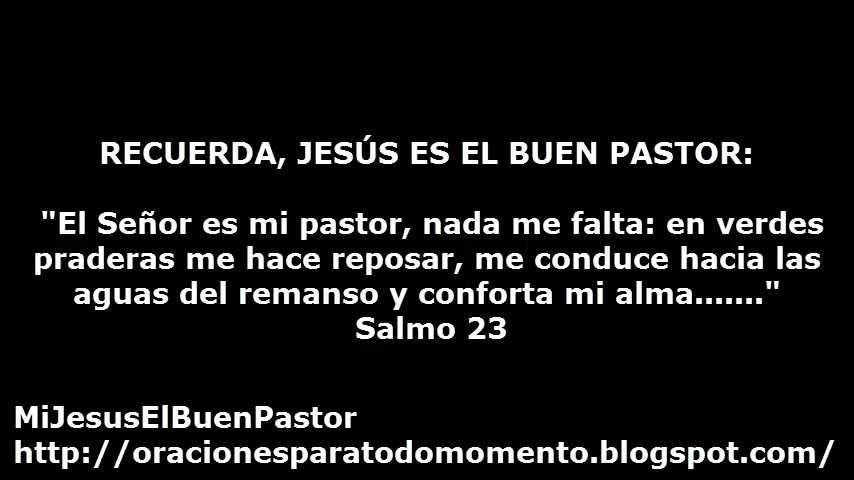 RECUERDA, JESÚS ES EL BUEN PASTOR:
"El Señor es mi pastor, nada me falta: en verdes
praderas me hace reposar, me conduce hacia las
aguas del remanso y conforta mi alma......."
Salmo 23
MiJesusElBuenPastor
http://oracionesparatodomomento.blogspot.com/